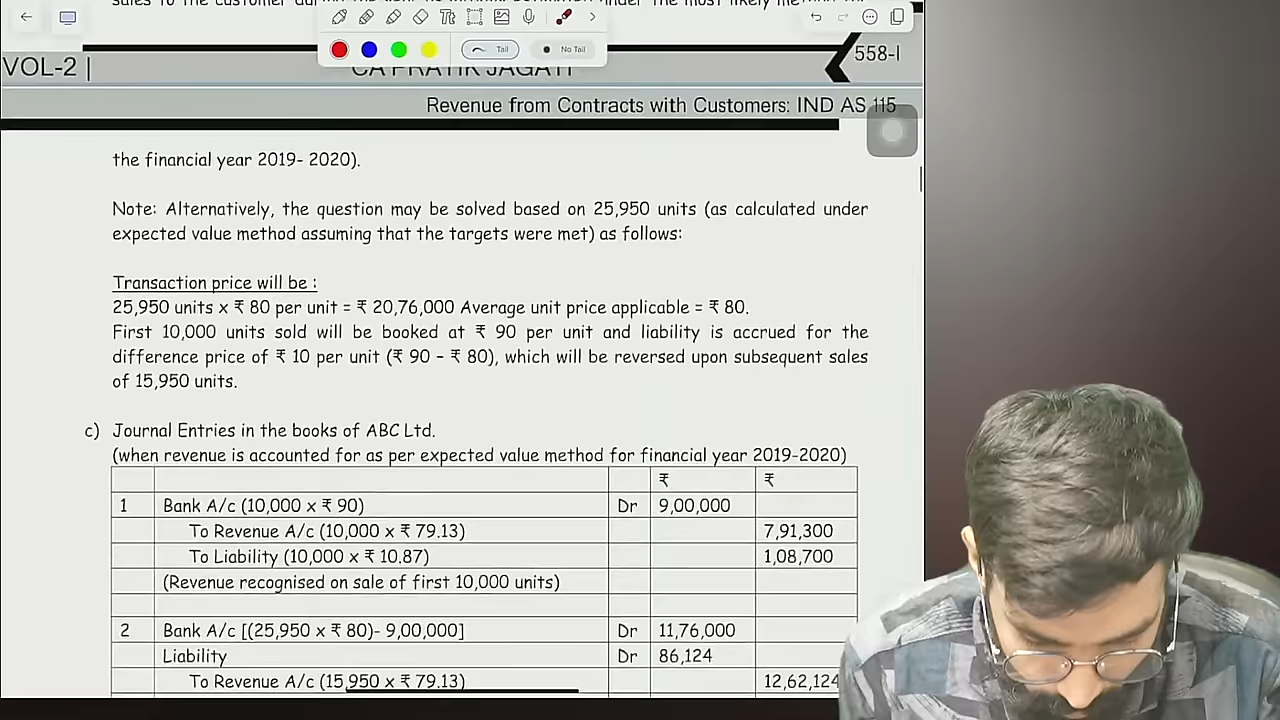 Tt
Tail
No Tail
VOL-2 |
CA PRATIK JAGATI
558-I
Revenue from Contracts with Customers: IND AS 115
the financial year 2019- 2020).
Note: Alternatively, the question may be solved based on 25,950 units (as calculated under
expected value method assuming that the targets were met) as follows:
Transaction price will be :
25,950 units x ₹ 80 per unit = ₹ 20,76,000 Average unit price applicable = ₹ 80.
First 10,000 units sold will be booked at ₹ 90 per unit and liability is accrued for the
difference price of ₹ 10 per unit (₹ 90 – ₹ 80), which will be reversed upon subsequent sales
of 15,950 units.
c) Journal Entries in the books of ABC Ltd.
(when revenue is accounted for as per expected value method for financial year 2019-2020)
₹ ₹
1 Bank A/c (10,000 x ₹ 90) Dr 9,00,000
To Revenue A/c (10,000 x ₹ 79.13) 7,91,300
To Liability (10,000 x ₹ 10.87) 1,08,700
(Revenue recognised on sale of first 10,000 units)
2 Bank A/c [(25,950 x ₹ 80)- 9,00,000] Dr 11,76,000
Liability Dr 86,124
To Revenue A/c (15,950 x ₹ 79.13) 12,62,124